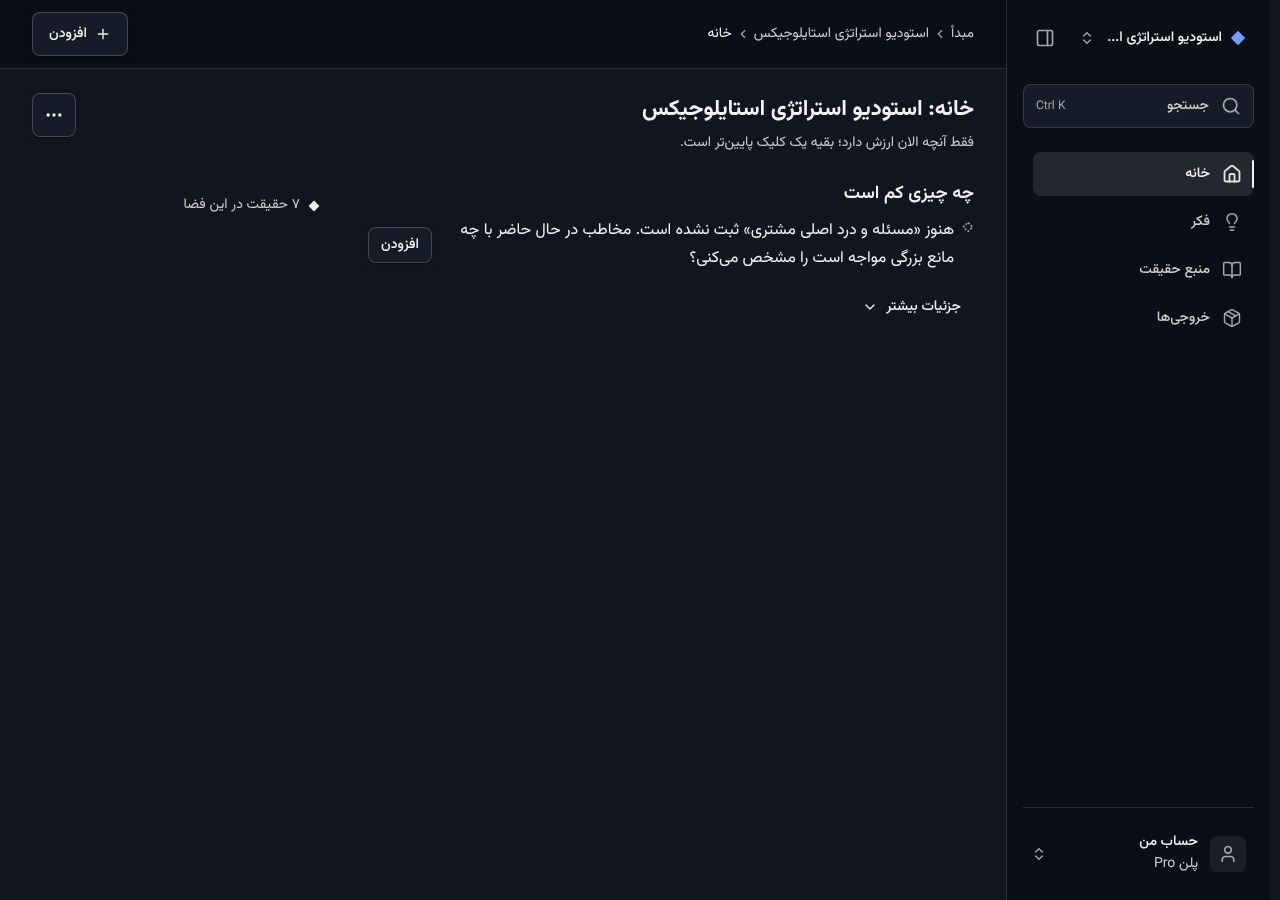 استودیو استراتژی ا...
جستجو
Ctrl K
خانه
فکر
منبع حقیقت
خروجی‌ها
حساب من
پلن Pro
مبدأ › استودیو استراتژی استایلوجیکس › خانه
+ افزودن
خانه: استودیو استراتژی استایلوجیکس
فقط آنچه الان ارزش دارد؛ بقیه یک کلیک پایین‌تر است.
چه چیزی کم است
هنوز «مسئله و درد اصلی مشتری» ثبت نشده است. مخاطب در حال حاضر با چه
مانع بزرگی مواجه است را مشخص می‌کنی؟
افزودن
جزئیات بیشتر
۷ حقیقت در این فضا